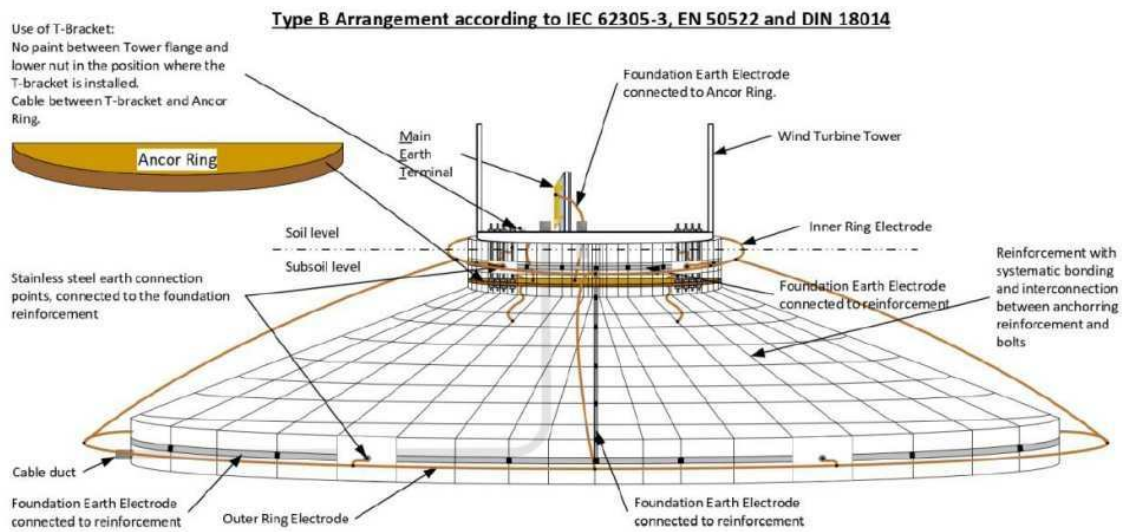 Type B Arrangement according to IEC 62305-3, EN 50522 and DIN 18014
Use of T-Bracket:
No paint between Tower flange and
lower nut in the position where the
T-bracket is installed.
Cable between T-bracket and Ancor
Ring.
Ancor Ring
Main
Earth
Terminal
Foundation Earth Electrode
connected to Ancor Ring.
Wind Turbine Tower
Soil level
Subsoil level
Inner Ring Electrode
Stainless steel earth connection
points, connected to the foundation
reinforcement
Foundation Earth Electrode
connected to reinforcement
Reinforcement with
systematic bonding
and interconnection
between anchorring
reinforcement and
bolts
Cable duct
Foundation Earth Electrode
connected to reinforcement
Outer Ring Electrode
Foundation Earth Electrode
connected to reinforcement